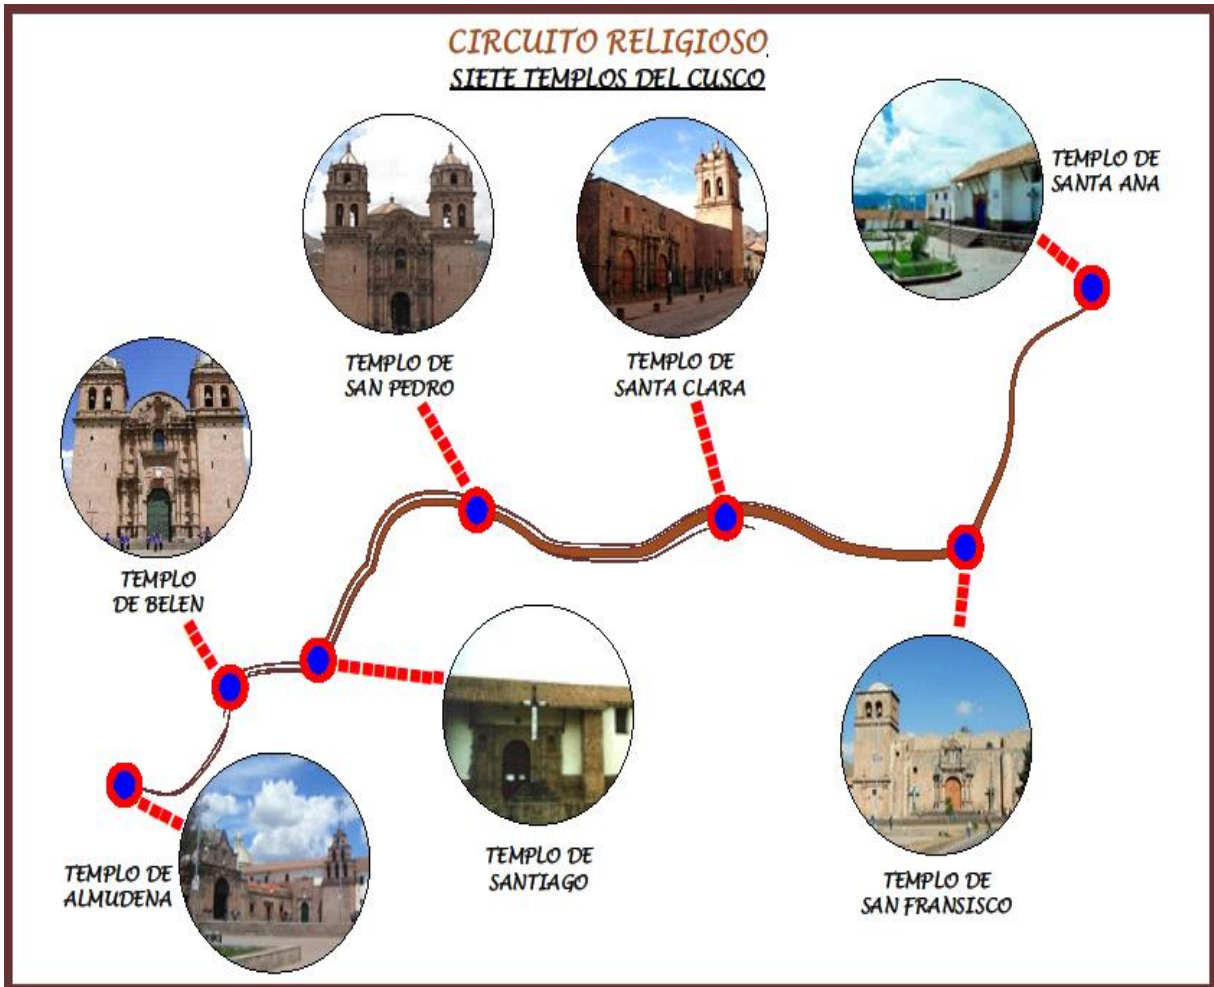 CIRCUITO RELIGIOSO.
SIETE TEMPLOS DEL CUSCO
TEMPLO DE
SANTA ANA
TEMPLO DE
SAN PEDRO
TEMPLO DE
SANTA CLARA
TEMPLO
DE BELEN
TEMPLO DE
ALMUDENA
TEMPLO DE
SANTIAGO
TEMPLO DE
SAN FRANSISCO